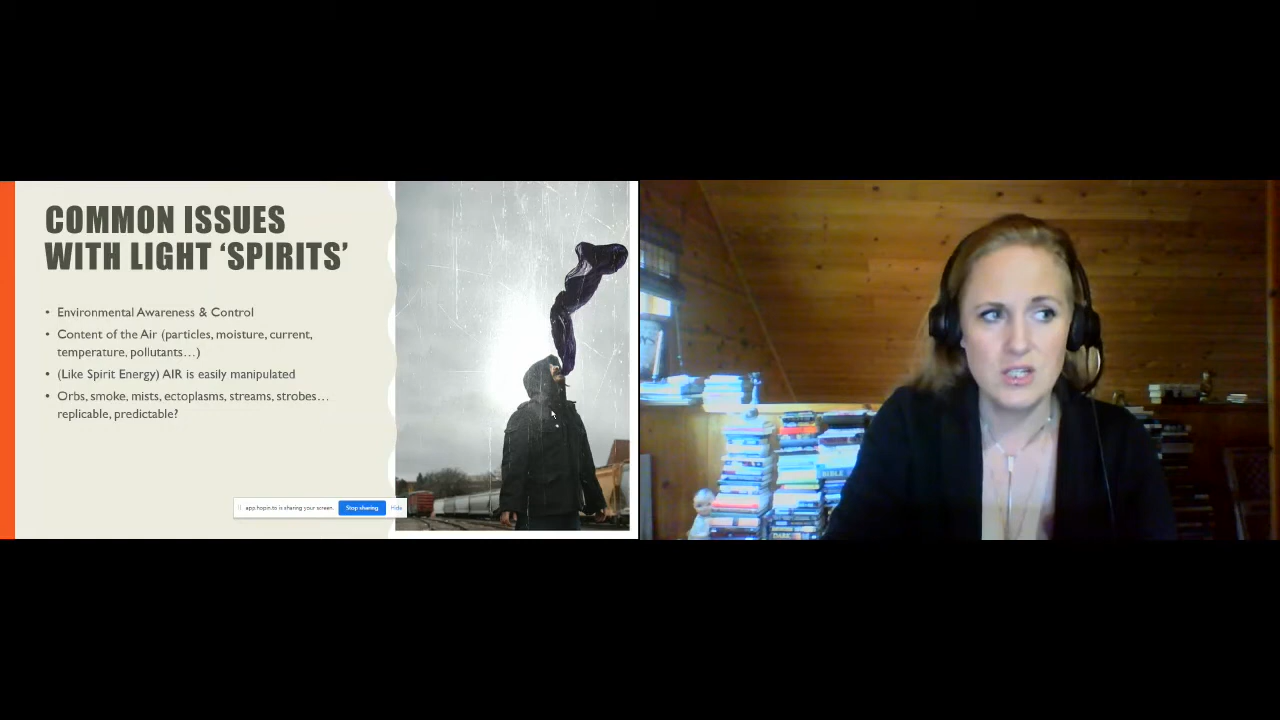 COMMON ISSUES
WITH LIGHT ‘SPIRITS’
• Environmental Awareness & Control
• Content of the Air (particles, moisture, current,
temperature, pollutants…)
• (Like Spirit Energy) AIR is easily manipulated
• Orbs, smoke, mists, ectoplasms, streams, strobes…
replicable, predictable?
app.hopin.to is sharing your screen.
Stop sharing
Hide
BIBLE
DARK